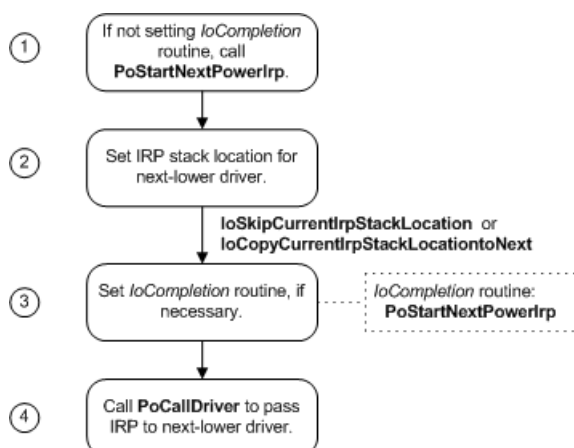 1
If not setting IoCompletion
routine, call
PoStartNextPowerIrp.
2
Set IRP stack location for
next-lower driver.
IoSkipCurrentIrpStackLocation or
IoCopyCurrentIrpStackLocationtoNext
3
Set IoCompletion routine, if
necessary.
IoCompletion routine:
PoStartNextPowerIrp
4
Call PoCallDriver to pass
IRP to next-lower driver.